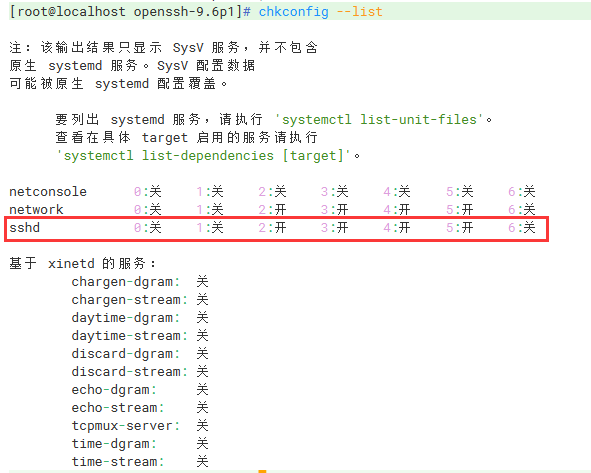 [root@localhost openssh-9.6p1]# chkconfig --list
注：该输出结果只显示 SysV 服务，并不包含
原生 systemd 服务。SysV 配置数据
可能被原生 systemd 配置覆盖。
要列出 systemd 服务，请执行 'systemctl list-unit-files'。
查看在具体 target 启用的服务请执行
'systemctl list-dependencies [target]'。
netconsole 0:关 1:关 2:关 3:关 4:关 5:关 6:关
network 0:关 1:关 2:开 3:开 4:开 5:开 6:关
sshd 0:关 1:关 2:开 3:开 4:开 5:开 6:关
基于 xinetd 的服务：
chargen-dgram: 关
chargen-stream: 关
daytime-dgram: 关
daytime-stream: 关
discard-dgram: 关
discard-stream: 关
echo-dgram: 关
echo-stream: 关
tcpmux-server: 关
time-dgram: 关
time-stream: 关